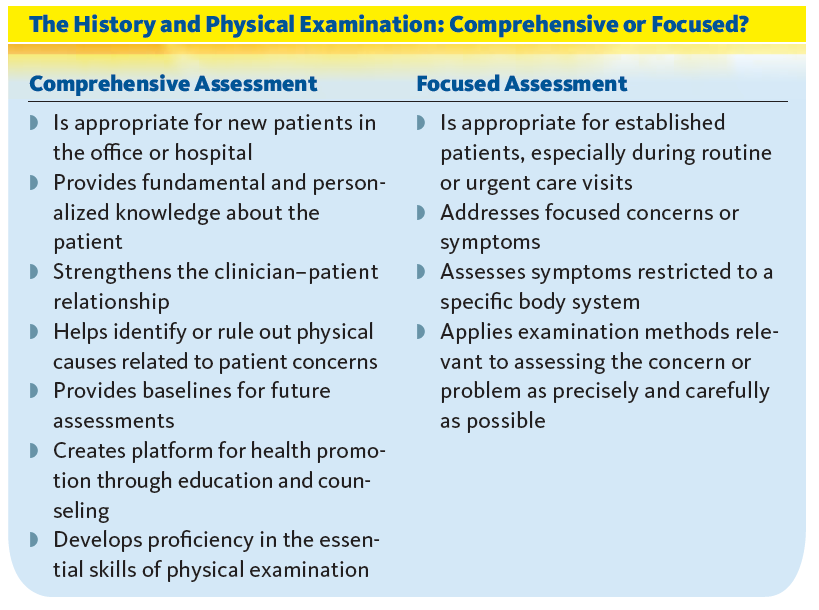 The History and Physical Examination: Comprehensive or Focused?
Comprehensive Assessment
Is appropriate for new patients in
the office or hospital
Provides fundamental and person-
alized knowledge about the
patient
Strengthens the clinician–patient
relationship
Helps identify or rule out physical
causes related to patient concerns
Provides baselines for future
assessments
Creates platform for health promo-
tion through education and coun-
seling
Develops proficiency in the essen-
tial skills of physical examination
Focused Assessment
Is appropriate for established
patients, especially during routine
or urgent care visits
Addresses focused concerns or
symptoms
Assesses symptoms restricted to a
specific body system
Applies examination methods rele-
vant to assessing the concern or
problem as precisely and carefully
as possible